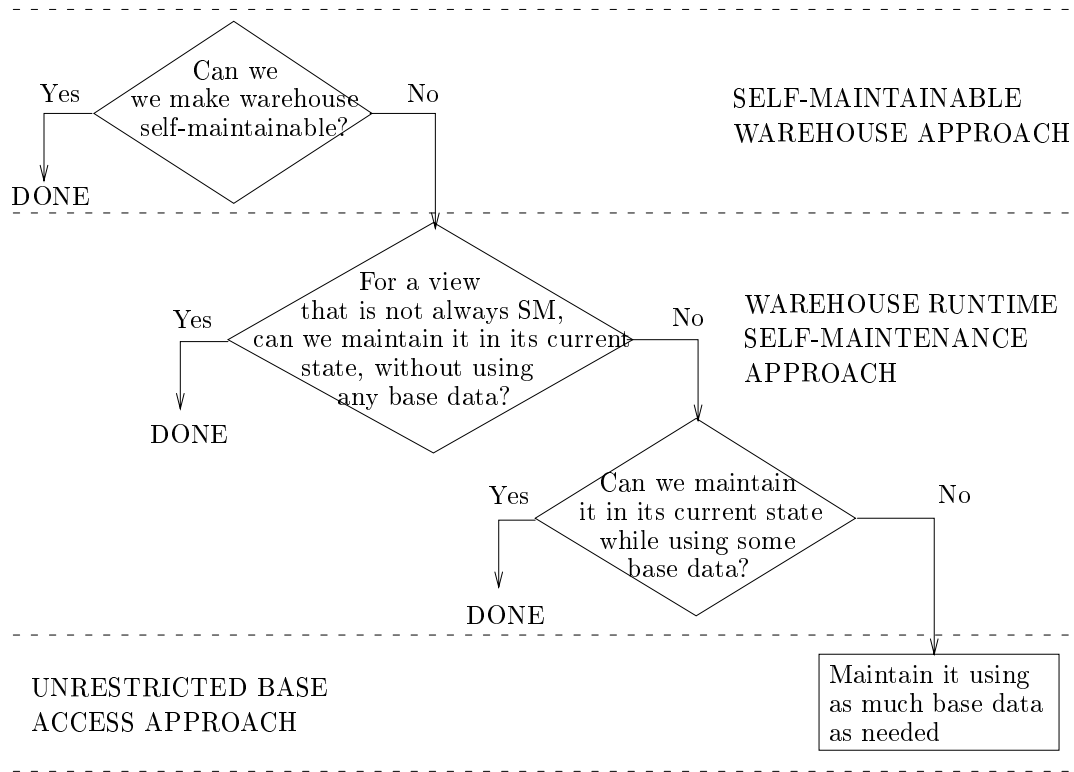 Can we
we make warehouse
self-maintainable?
Yes
No
DONE
SELF-MAINTAINABLE
WAREHOUSE APPROACH
For a view
that is not always SM,
can we maintain it in its current
state, without using
any base data?
Yes
No
DONE
WAREHOUSE RUNTIME
SELF-MAINTENANCE
APPROACH
Can we maintain
it in its current state
while using some
base data?
Yes
No
DONE
UNRESTRICTED BASE
ACCESS APPROACH
Maintain it using
as much base data
as needed